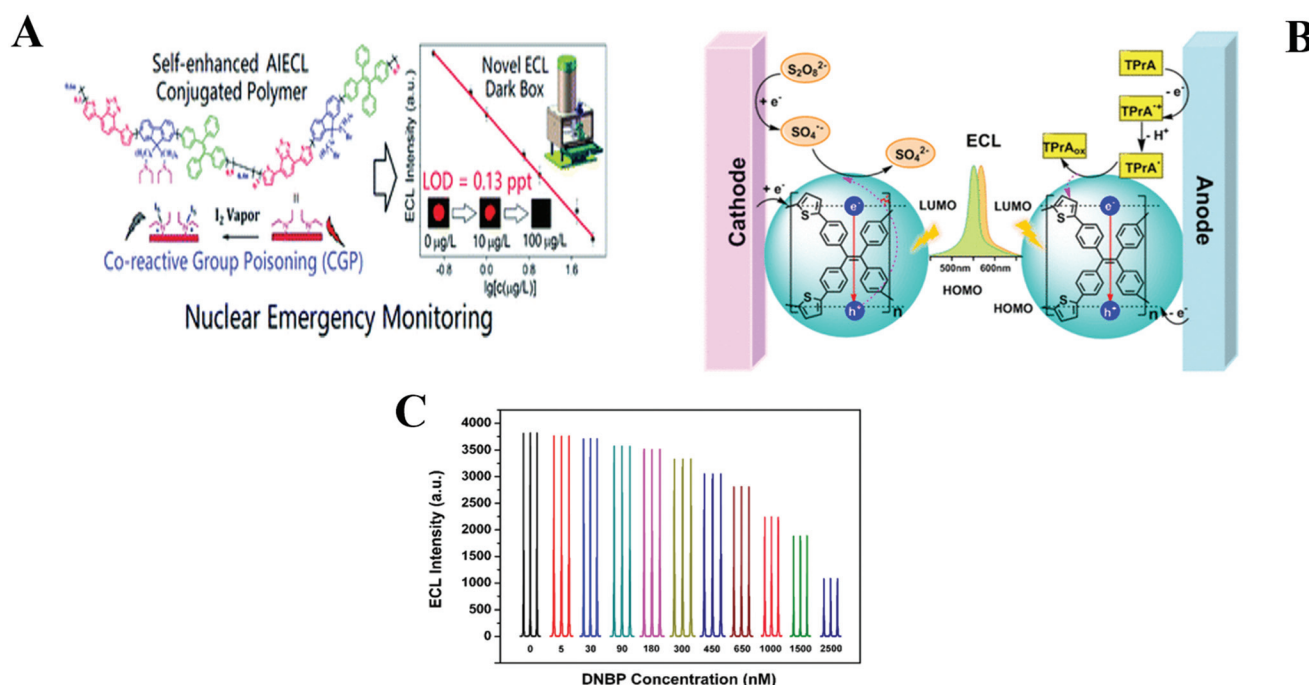 A
Self-enhanced AIECL
Conjugated Polymer
I₂ Vapor
Co-reactive Group Poisoning (CGP)
Nuclear Emergency Monitoring
ECL Intensity (a.u.)
Novel ECL
Dark Box
LOD = 0.13 ppt
0 μg/L
10 μg/L
100 μg/L
-0.8
0.0
0.8
1.6
lg[c(μg/L)]
B
Cathode
S₂O₈²⁻
+ e⁻
SO₄·⁻
SO₄²⁻
+ e⁻
e⁻
S
S
h⁺
n
LUMO
HOMO
ECL
500nm
600nm
LUMO
HOMO
TPrA
- e⁻
TPrA·⁺
- H⁺
TPrA·
TPrAox
e⁻
S
S
h⁺
n
- e⁻
Anode
C
ECL Intensity (a.u.)
4000
3500
3000
2500
2000
1500
1000
500
0
0 5 30 90 180 300 450 650 1000 1500 2500
DNBP Concentration (nM)